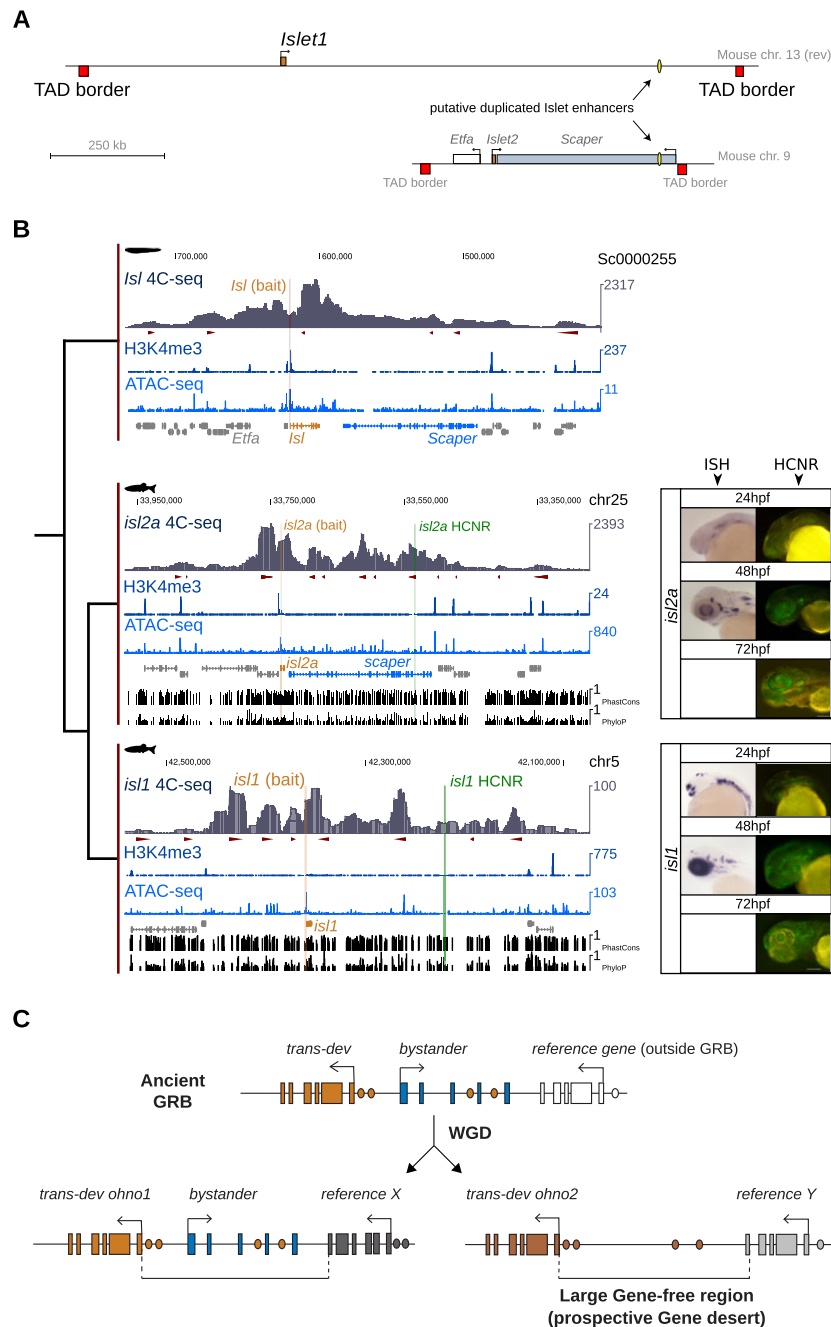 A
Islet1
Mouse chr. 13 (rev)
TAD border
TAD border
putative duplicated Islet enhancers
250 kb
Etfa
Islet2
Scaper
Mouse chr. 9
TAD border
TAD border
B
1700,000
1600,000
1500,000
Sc0000255
Isl 4C-seq
Isl (bait)
2317
H3K4me3
237
ATAC-seq
11
Etfa
Isl
Scaper
33,950,000
33,750,000
33,550,000
33,350,000
chr25
isl2a 4C-seq
isl2a (bait)
isl2a HCNR
2393
H3K4me3
24
ATAC-seq
840
isl2a
scaper
1
PhastCons
1
PhyloP
ISH
HCNR
24hpf
48hpf
72hpf
isl2a
42,500,000
42,300,000
42,100,000
chr5
isl1 4C-seq
isl1 (bait)
isl1 HCNR
100
H3K4me3
775
ATAC-seq
103
isl1
1
PhastCons
1
PhyloP
24hpf
48hpf
72hpf
isl1
C
trans-dev
bystander
reference gene (outside GRB)
Ancient
GRB
WGD
trans-dev ohno1
bystander
reference X
trans-dev ohno2
reference Y
Large Gene-free region
(prospective Gene desert)